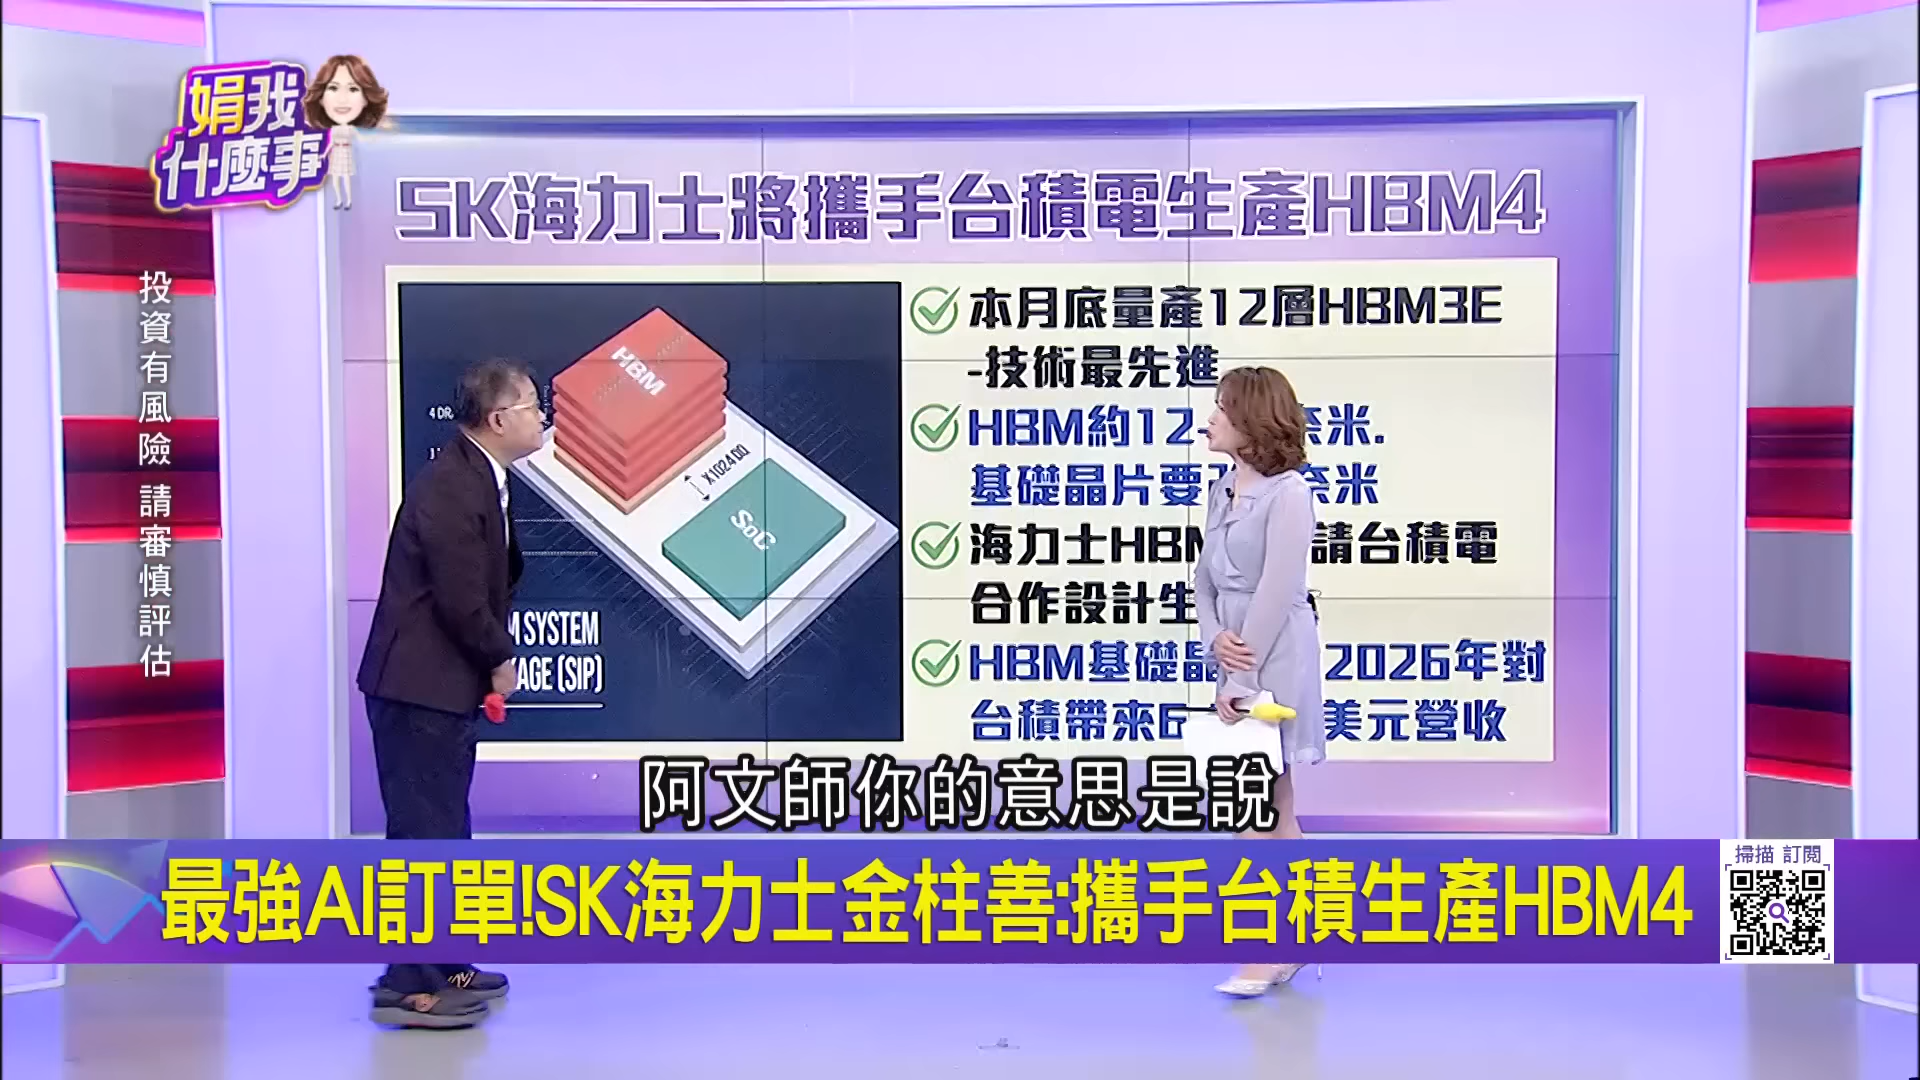 娟我
什麼事
投資有風險 請審慎評估
SK海力士將攜手台積電生產HBM4
HBM
X1024 DQ
SoC
4 DR
SYSTEM
AGE (SIP)
本月底量產12層HBM3E
-技術最先進
HBM約12- 奈米.
基礎晶片要 奈米
海力士HBM 請台積電
合作設計生
HBM基礎晶 2026年對
台積帶來6 美元營收
阿文師你的意思是說
最強AI訂單!SK海力士金柱善:攜手台積生產HBM4
掃描 訂閱